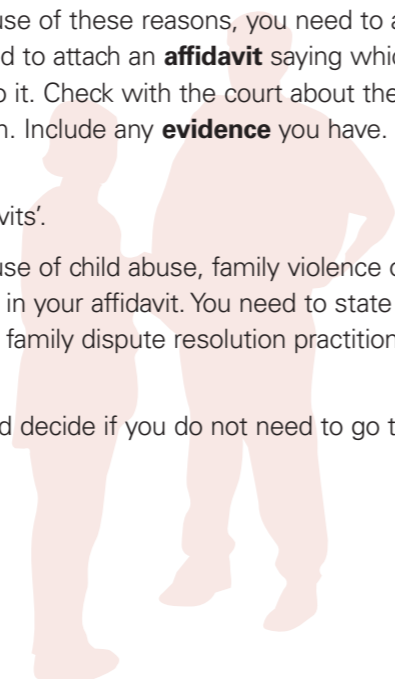 use of these reasons, you need to a
d to attach an affidavit saying whic
o it. Check with the court about the
n. Include any evidence you have.
vits’.
use of child abuse, family violence o
in your affidavit. You need to state
family dispute resolution practition
d decide if you do not need to go t